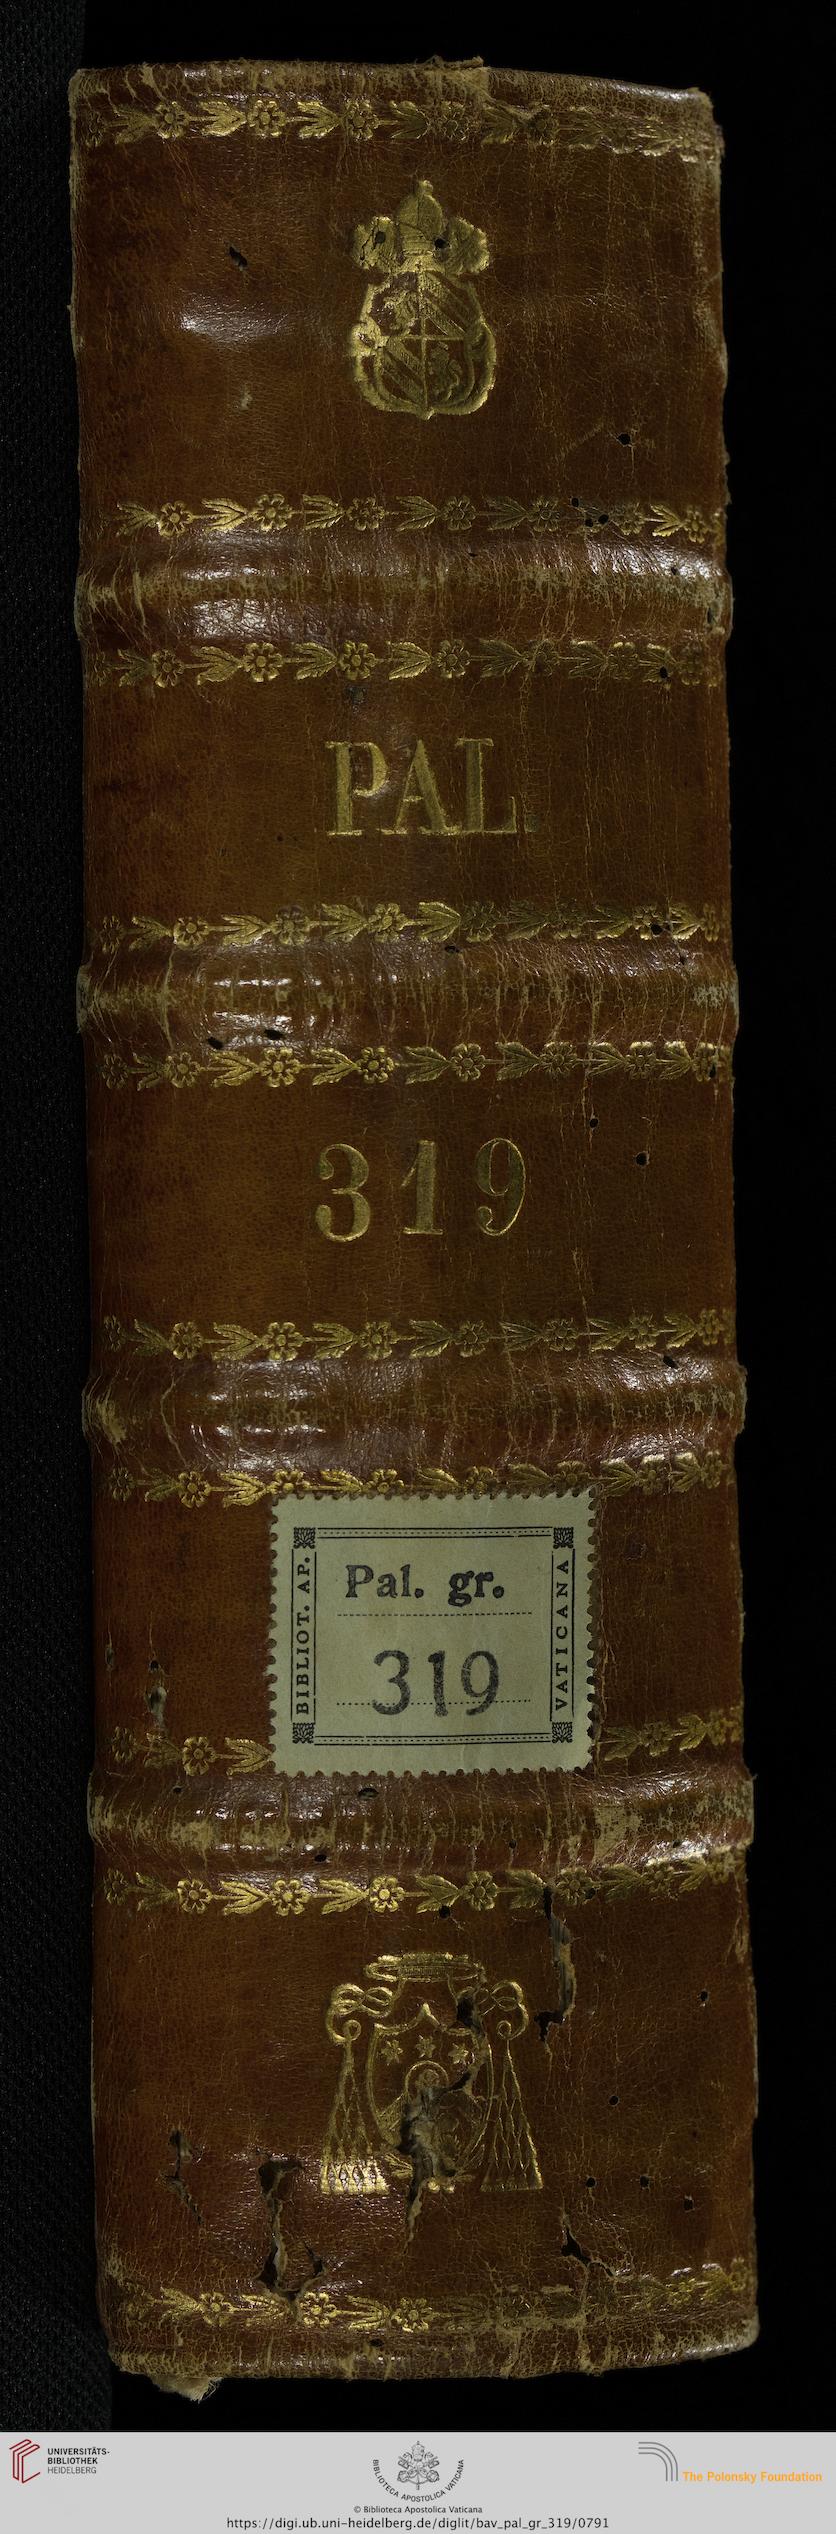 PAL.
319
BIBLIOT. AP.
Pal. gr.
319
VATICANA
UNIVERSITÄTS-
BIBLIOTHEK
HEIDELBERG
BIBLIOTECA APOSTOLICA VATICANA
The Polonsky Foundation
© Biblioteca Apostolica Vaticana
https://digi.ub.uni-heidelberg.de/diglit/bav_pal_gr_319/0791